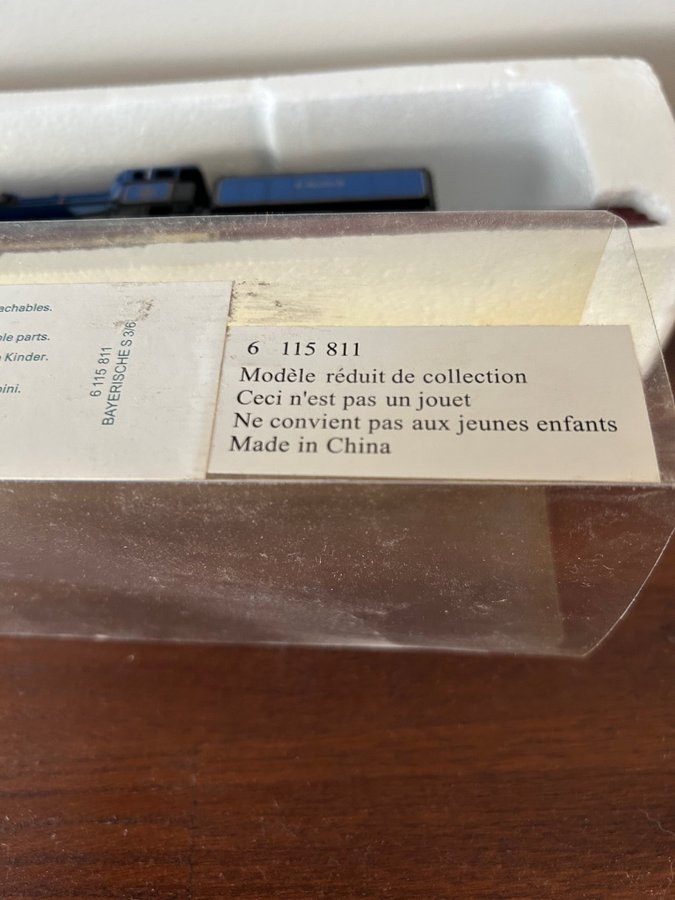 achables.
ble parts.
Kinder.
ini.
6 115 811
BAYERISCHE S 3/6
6 115 811
Modèle réduit de collection
Ceci n'est pas un jouet
Ne convient pas aux jeunes enfants
Made in China